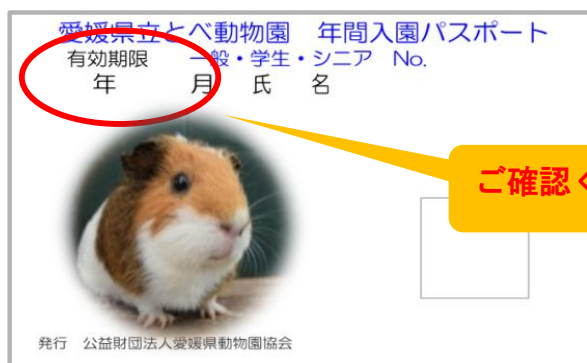 愛媛県立とべ動物園　年間入園パスポート
有効期限　一般・学生・シニア　No.
年　月　氏　名
ご確認く
発行　公益財団法人愛媛県動物園協会